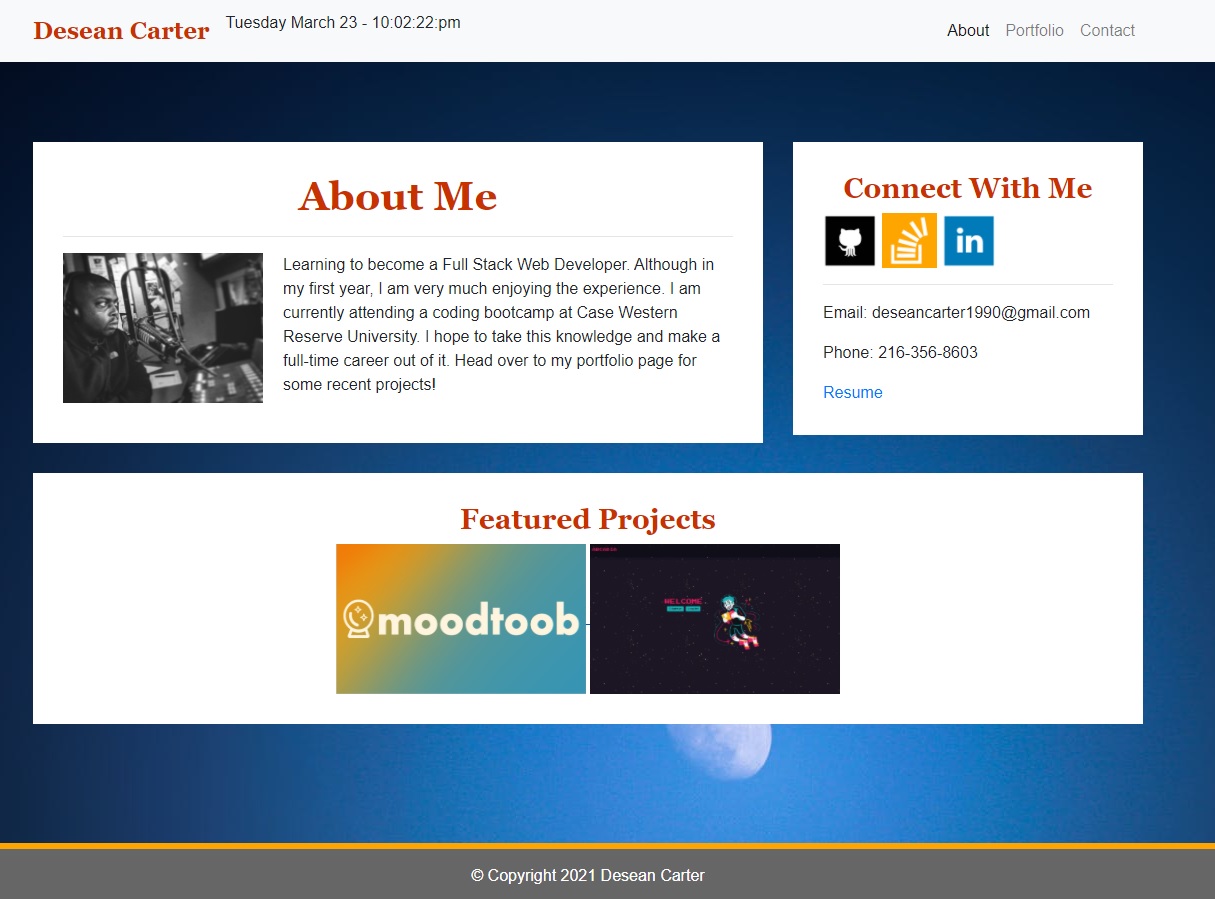 Desean Carter
Tuesday March 23 - 10:02:22:pm
About
Portfolio
Contact
About Me
Learning to become a Full Stack Web Developer. Although in
my first year, I am very much enjoying the experience. I am
currently attending a coding bootcamp at Case Western
Reserve University. I hope to take this knowledge and make a
full-time career out of it. Head over to my portfolio page for
some recent projects!
Connect With Me
in
Email: deseancarter1990@gmail.com
Phone: 216-356-8603
Resume
Featured Projects
moodtoob
WELCOME.
© Copyright 2021 Desean Carter